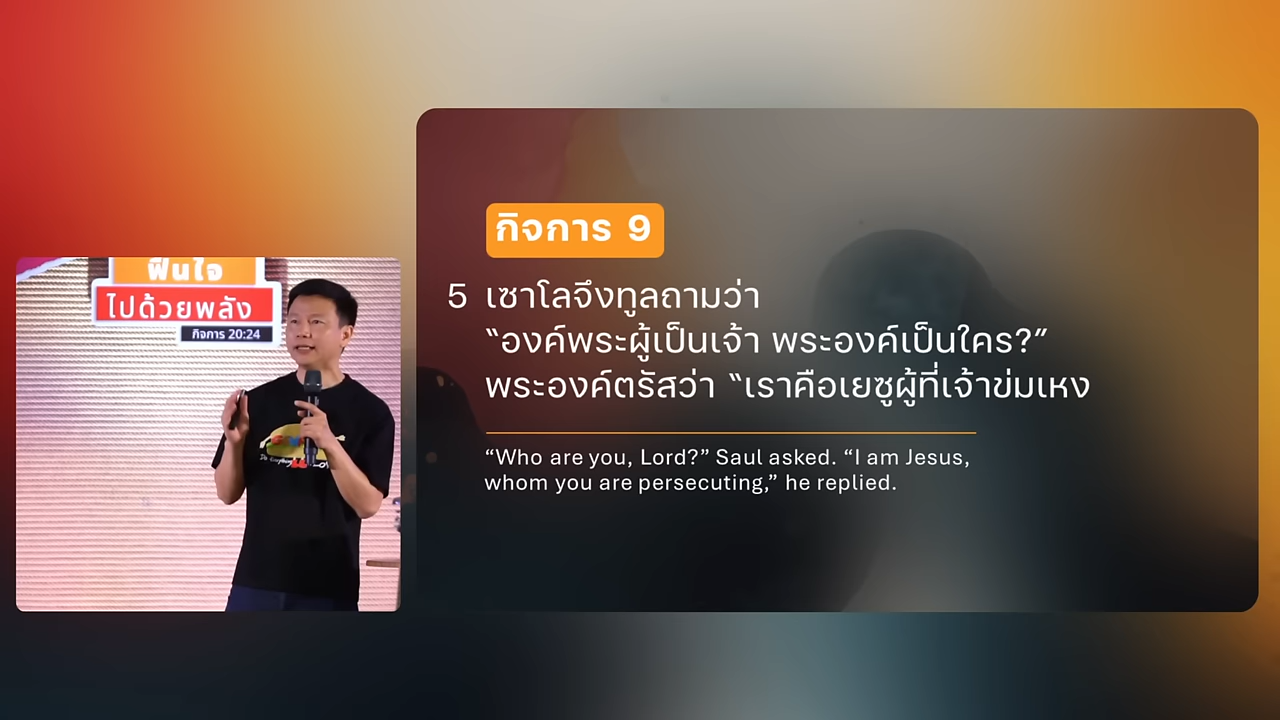 ฟื้นใจ
ไปด้วยพลัง
กิจการ 20:24
กิจการ 9
5 เซาโลจึงทูลถามว่า
“องค์พระผู้เป็นเจ้า พระองค์เป็นใคร?”
พระองค์ตรัสว่า “เราคือเยซูผู้ที่เจ้าข่มเหง
“Who are you, Lord?” Saul asked. “I am Jesus,
whom you are persecuting,” he replied.